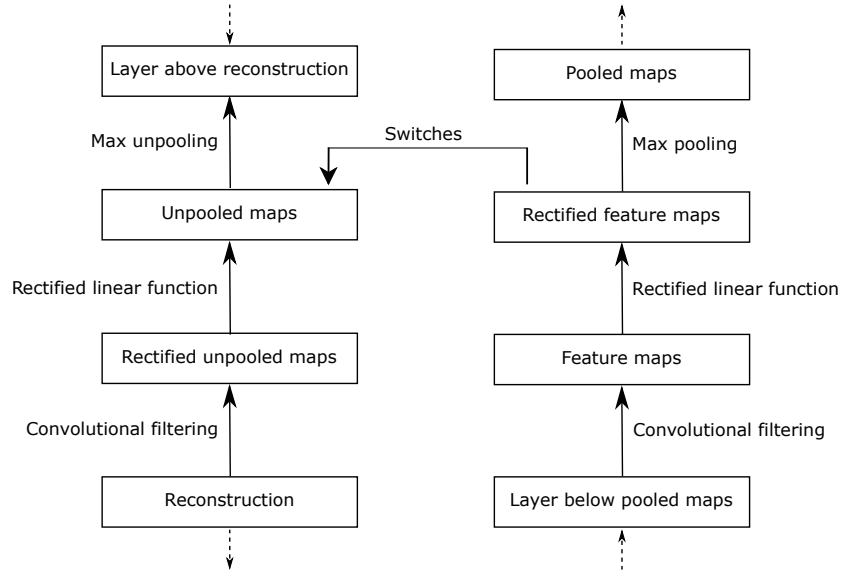 Layer above reconstruction
Max unpooling
Unpooled maps
Rectified linear function
Rectified unpooled maps
Convolutional filtering
Reconstruction
Switches
Pooled maps
Max pooling
Rectified feature maps
Rectified linear function
Feature maps
Convolutional filtering
Layer below pooled maps